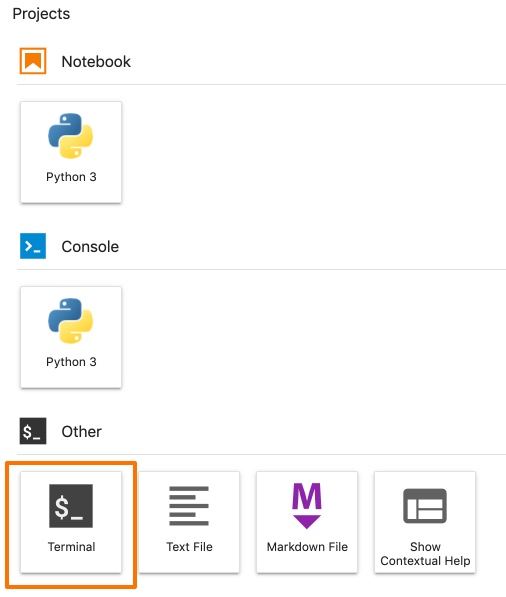 Projects
Notebook
Python 3
>_ Console
Python 3
$_ Other
$_
M
Terminal
Text File
Markdown File
Show
Contextual Help